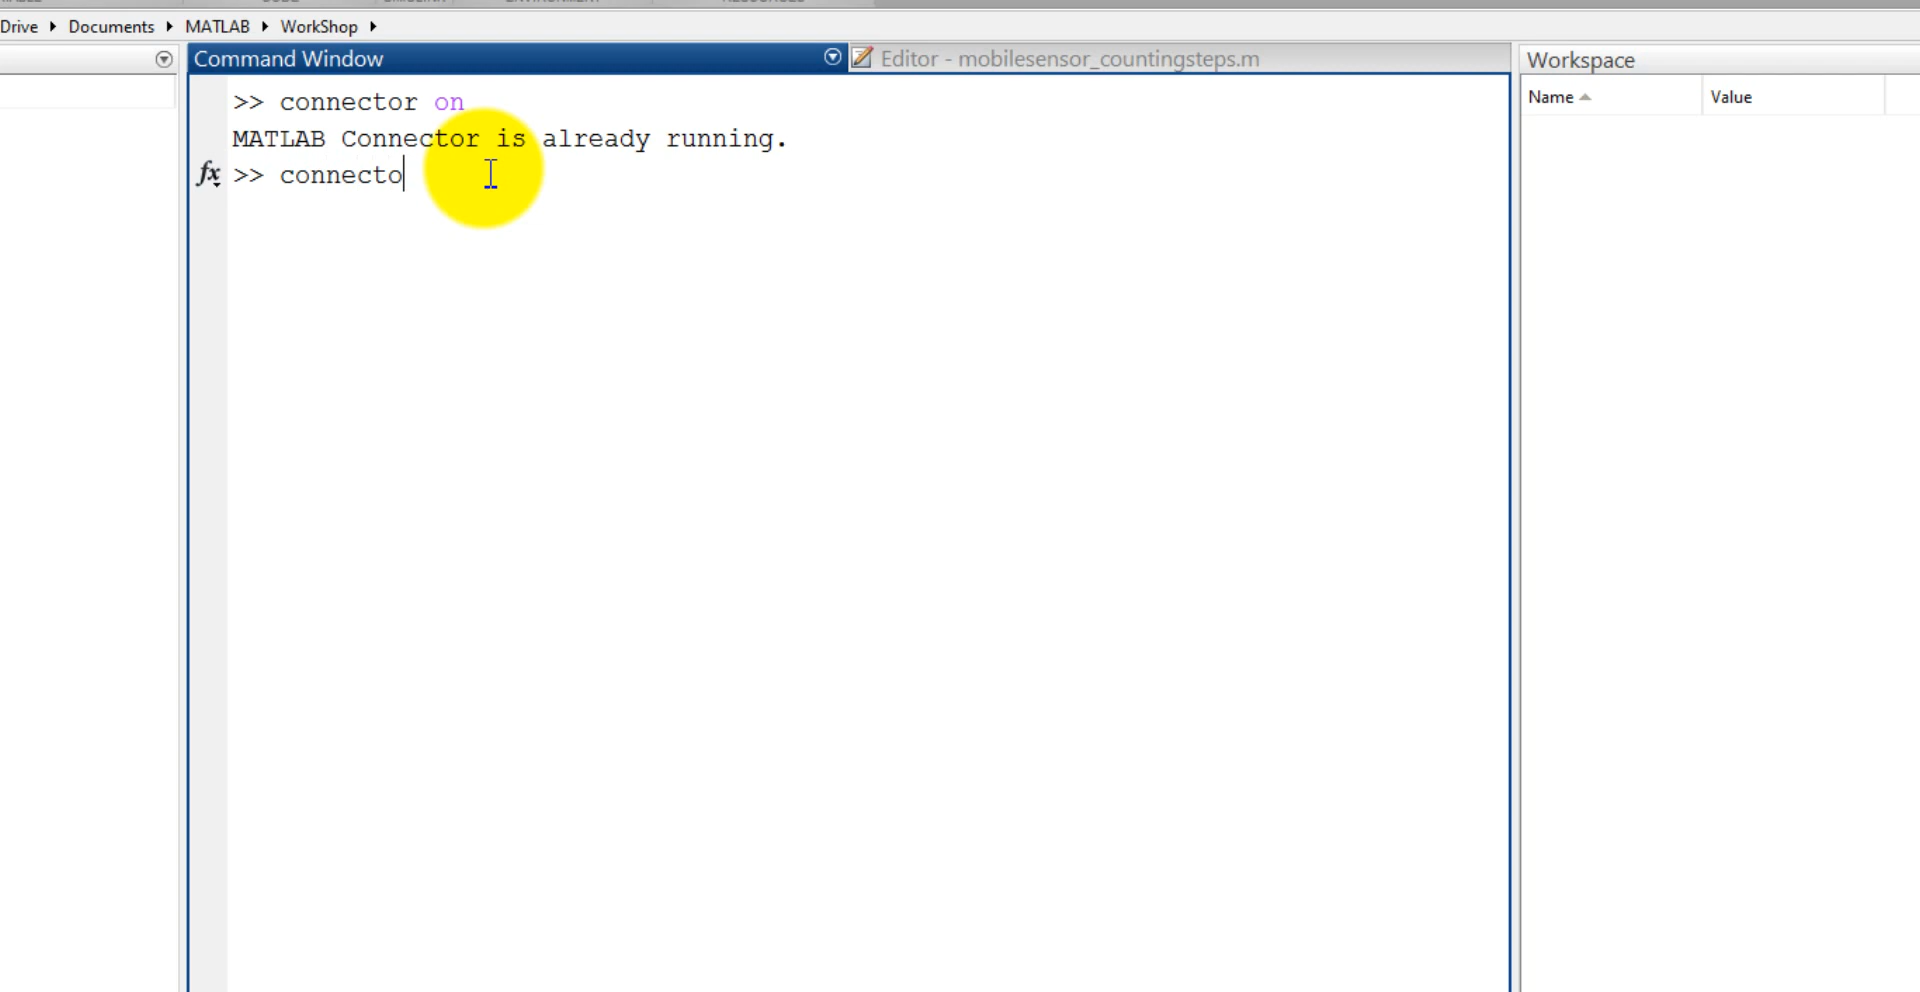 Drive ▸ Documents ▸ MATLAB ▸ WorkShop ▸
Command Window
Editor - mobilesensor_countingsteps.m
Workspace
Name
Value
>> connector on
MATLAB Connector is already running.
fx >> connecto